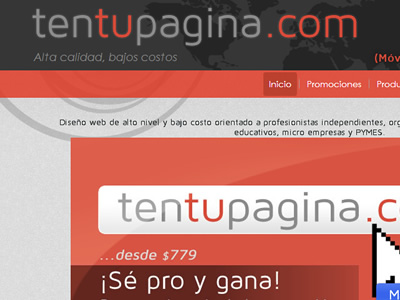 tentupagina.com
Alta calidad, bajos costos
(Móv
Inicio
Promociones
Produ
Diseño web de alto nivel y bajo costo orientado a profesionistas independientes, org
educativos, micro empresas y PYMES.
tentupagina.c
...desde $779
¡Sé pro y gana!
M